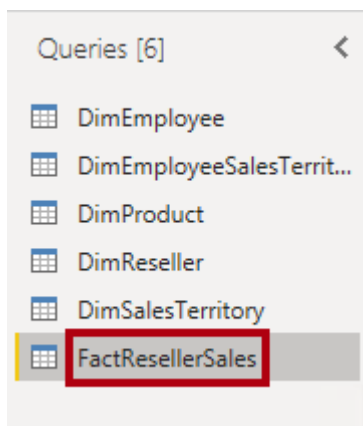 Queries [6]
DimEmployee
DimEmployeeSalesTerrit...
DimProduct
DimReseller
DimSalesTerritory
FactResellerSales